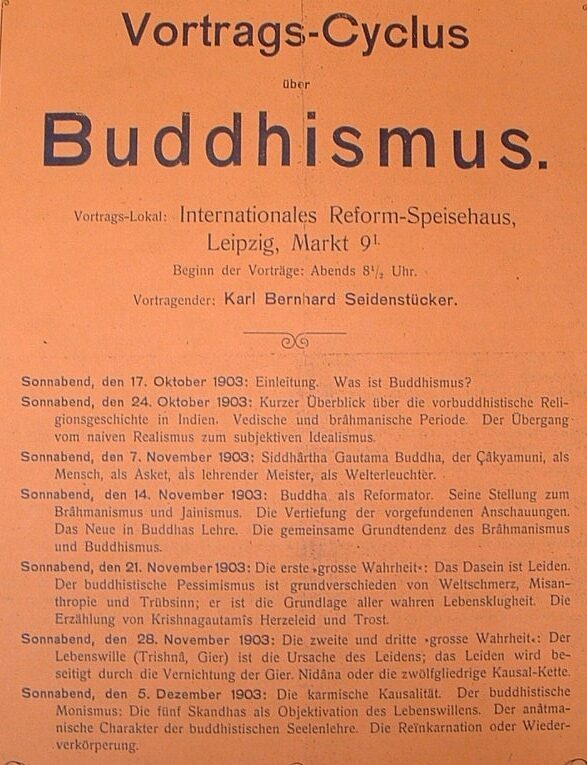 Vortrags-Cyclus
über
Buddhismus.
Vortrags-Lokal: Internationales Reform-Speisehaus,
Leipzig, Markt 9I.
Beginn der Vorträge: Abends 8½ Uhr.
Vortragender: Karl Bernhard Seidenstücker.
Sonnabend, den 17. Oktober 1903: Einleitung. Was ist Buddhismus?
Sonnabend, den 24. Oktober 1903: Kurzer Überblick über die vorbuddhistische Reli-
gionsgeschichte in Indien. Vedische und brâhmanische Periode. Der Übergang
vom naiven Realismus zum subjektiven Idealismus.
Sonnabend, den 7. November 1903: Siddhârtha Gautama Buddha, der Çâkyamuni, als
Mensch, als Asket, als lehrender Meister, als Welterleuchter.
Sonnabend, den 14. November 1903: Buddha als Reformator. Seine Stellung zum
Brâhmanismus und Jainismus. Die Vertiefung der vorgefundenen Anschauungen.
Das Neue in Buddhas Lehre. Die gemeinsame Grundtendenz des Brâhmanismus
und Buddhismus.
Sonnabend, den 21. November 1903: Die erste »grosse Wahrheit«: Das Dasein ist Leiden.
Der buddhistische Pessimismus ist grundverschieden von Weltschmerz, Misan-
thropie und Trübsinn; er ist die Grundlage aller wahren Lebensklugheit. Die
Erzählung von Krishnagautamîs Herzeleid und Trost.
Sonnabend, den 28. November 1903: Die zweite und dritte »grosse Wahrheit«: Der
Lebenswille (Trishnâ, Gier) ist die Ursache des Leidens; das Leiden wird be-
seitigt durch die Vernichtung der Gier. Nidâna oder die zwölfgliedrige Kausal-Kette.
Sonnabend, den 5. Dezember 1903: Die karmische Kausalität. Der buddhistische
Monismus: Die fünf Skandhas als Objektivation des Lebenswillens. Der anâtma-
nische Charakter der buddhistischen Seelenlehre. Die Reïnkarnation oder Wieder-
verkörperung.